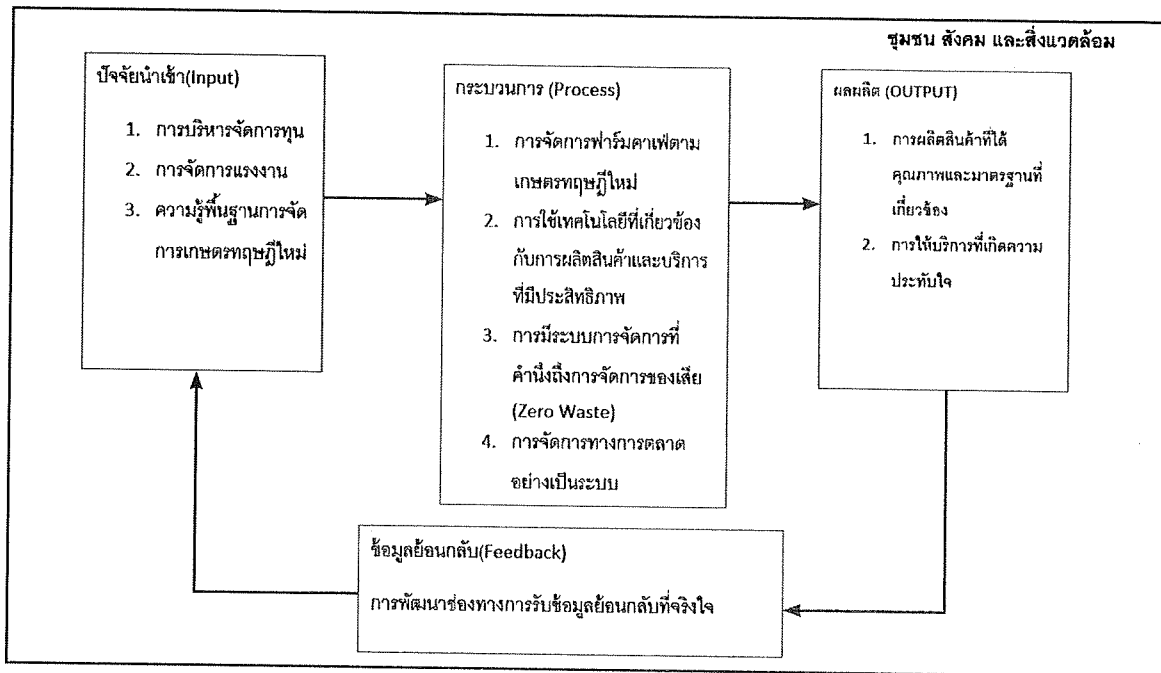 ชุมชน สังคม และสิ่งแวดล้อม
ปัจจัยนำเข้า(Input)
1. การบริหารจัดการทุน
2. การจัดการแรงงาน
3. ความรู้พื้นฐานการจัด
การเกษตรทฤษฎีใหม่
กระบวนการ (Process)
1. การจัดการฟาร์มคาเฟ่ตาม
เกษตรทฤษฎีใหม่
2. การใช้เทคโนโลยีที่เกี่ยวข้อง
กับการผลิตสินค้าและบริการ
ที่มีประสิทธิภาพ
3. การมีระบบการจัดการที่
คำนึงถึงการจัดการของเสีย
(Zero Waste)
4. การจัดการทางการตลาด
อย่างเป็นระบบ
ผลผลิต (OUTPUT)
1. การผลิตสินค้าที่ได้
คุณภาพและมาตรฐานที่
เกี่ยวข้อง
2. การให้บริการที่เกิดความ
ประทับใจ
ข้อมูลย้อนกลับ(Feedback)
การพัฒนาช่องทางการรับข้อมูลย้อนกลับที่จริงใจ